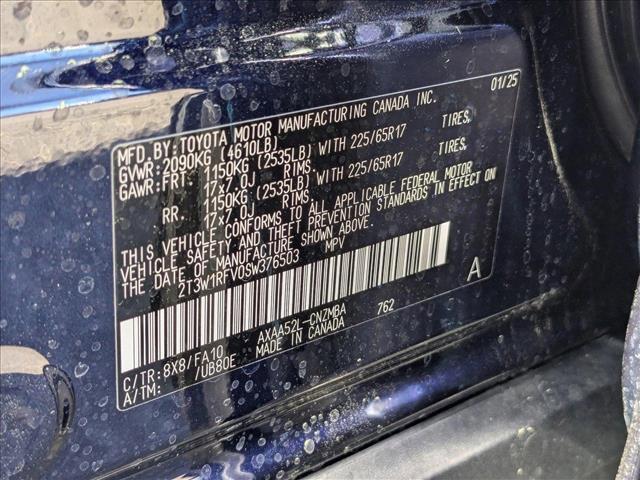 MFD.BY:TOYOTA MOTOR MANUFACTURING CANADA INC. 01/25
GVWR:2090KG (4610LB)
GAWR:FRT. 1150KG (2535LB) WITH 225/65R17 TIRES,
17x7.0J RIMS
RR. 1150KG (2535LB) WITH 225/65R17 TIRES,
17x7.0J RIMS
THIS VEHICLE CONFORMS TO ALL APPLICABLE FEDERAL MOTOR
VEHICLE SAFETY AND THEFT PREVENTION STANDARDS IN EFFECT ON
THE DATE OF MANUFACTURE SHOWN ABOVE.
2T3W1RFV0SW376503 MPV
A
C/TR:8X8/FA10 AXAA52L-CNZMBA 762
A/TM: /UB80E MADE IN CANADA